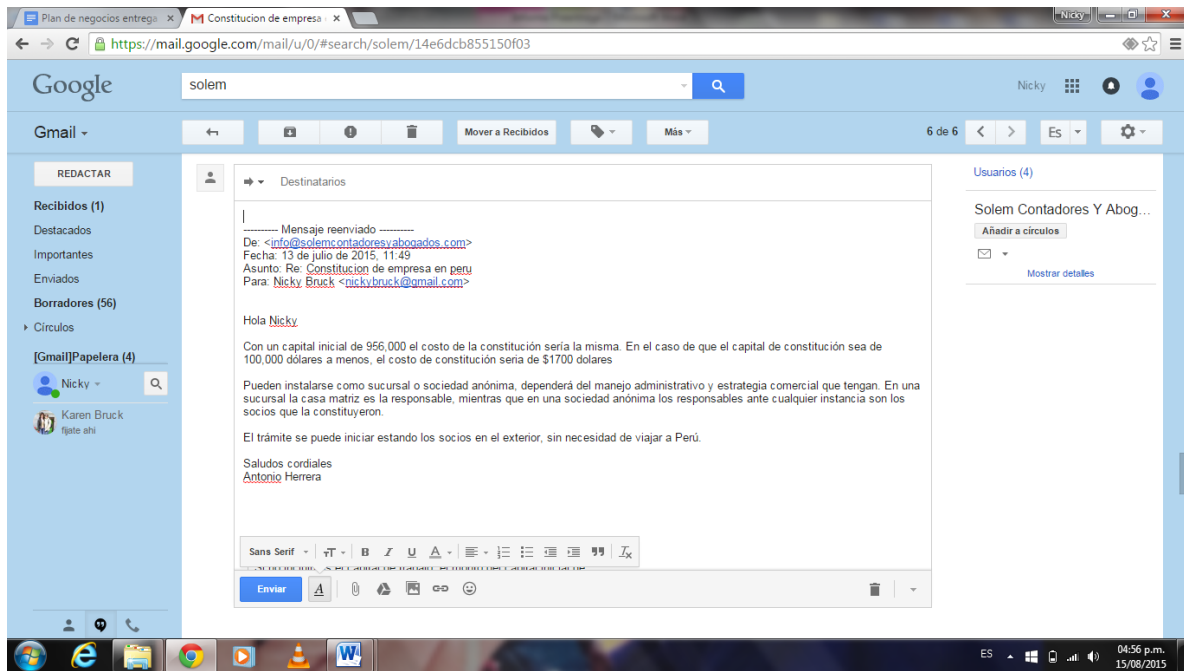 Plan de negocios entrega
Constitucion de empresa
Nicky
https://mail.google.com/mail/u/0/#search/solem/14e6dcb855150f03
Google
solem
Nicky
Gmail
Mover a Recibidos
Más
6 de 6
Es
REDACTAR
Recibidos (1)
Destacados
Importantes
Enviados
Borradores (56)
Círculos
[Gmail]Papelera (4)
Nicky
Karen Bruck
fijate ahi
Destinatarios
---------- Mensaje reenviado ----------
De: <info@solemcontadoresyabogados.com>
Fecha: 13 de julio de 2015, 11:49
Asunto: Re: Constitucion de empresa en peru
Para: Nicky Bruck <nickybruck@gmail.com>
Hola Nicky
Con un capital inicial de 956,000 el costo de la constitución sería la misma. En el caso de que el capital de constitución sea de
100,000 dólares a menos, el costo de constitución seria de $1700 dolares
Pueden instalarse como sucursal o sociedad anónima, dependerá del manejo administrativo y estrategia comercial que tengan. En una
sucursal la casa matriz es la responsable, mientras que en una sociedad anónima los responsables ante cualquier instancia son los
socios que la constituyeron.
El trámite se puede iniciar estando los socios en el exterior, sin necesidad de viajar a Perú.
Saludos cordiales
Antonio Herrera
Sans Serif
Enviar
Usuarios (4)
Solem Contadores Y Abog...
Añadir a círculos
Mostrar detalles
ES
04:56 p.m.
15/08/2015